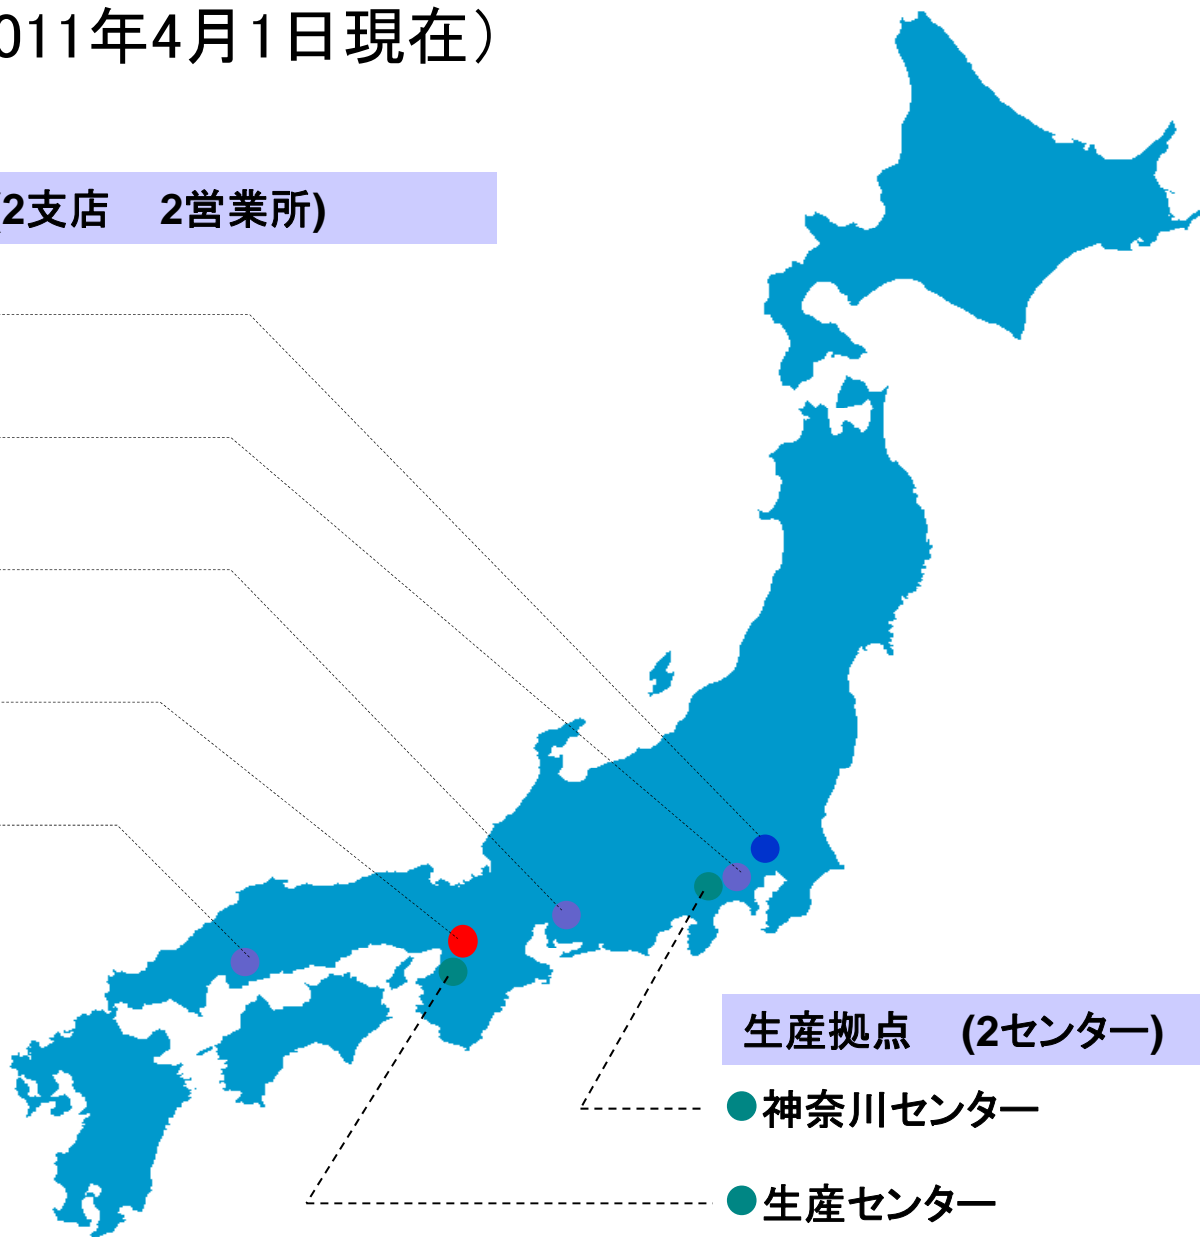 011年4月1日現在）
(2支店　2営業所)
生産拠点　(2センター)
神奈川センター
生産センター